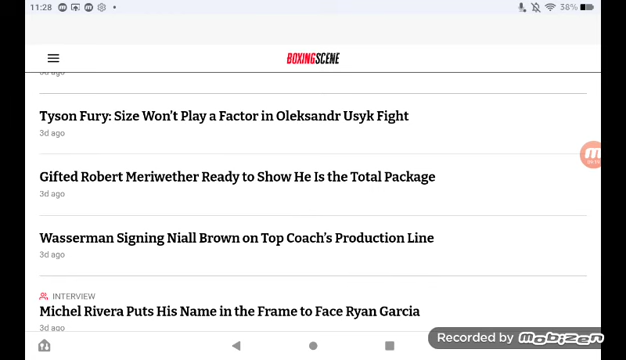 11:28
38%
BOXINGSCENE
3d ago
Tyson Fury: Size Won't Play a Factor in Oleksandr Usyk Fight
3d ago
Gifted Robert Meriwether Ready to Show He Is the Total Package
3d ago
Wasserman Signing Niall Brown on Top Coach's Production Line
3d ago
INTERVIEW
Michel Rivera Puts His Name in the Frame to Face Ryan Garcia
3d ago
Recorded by Mobizen